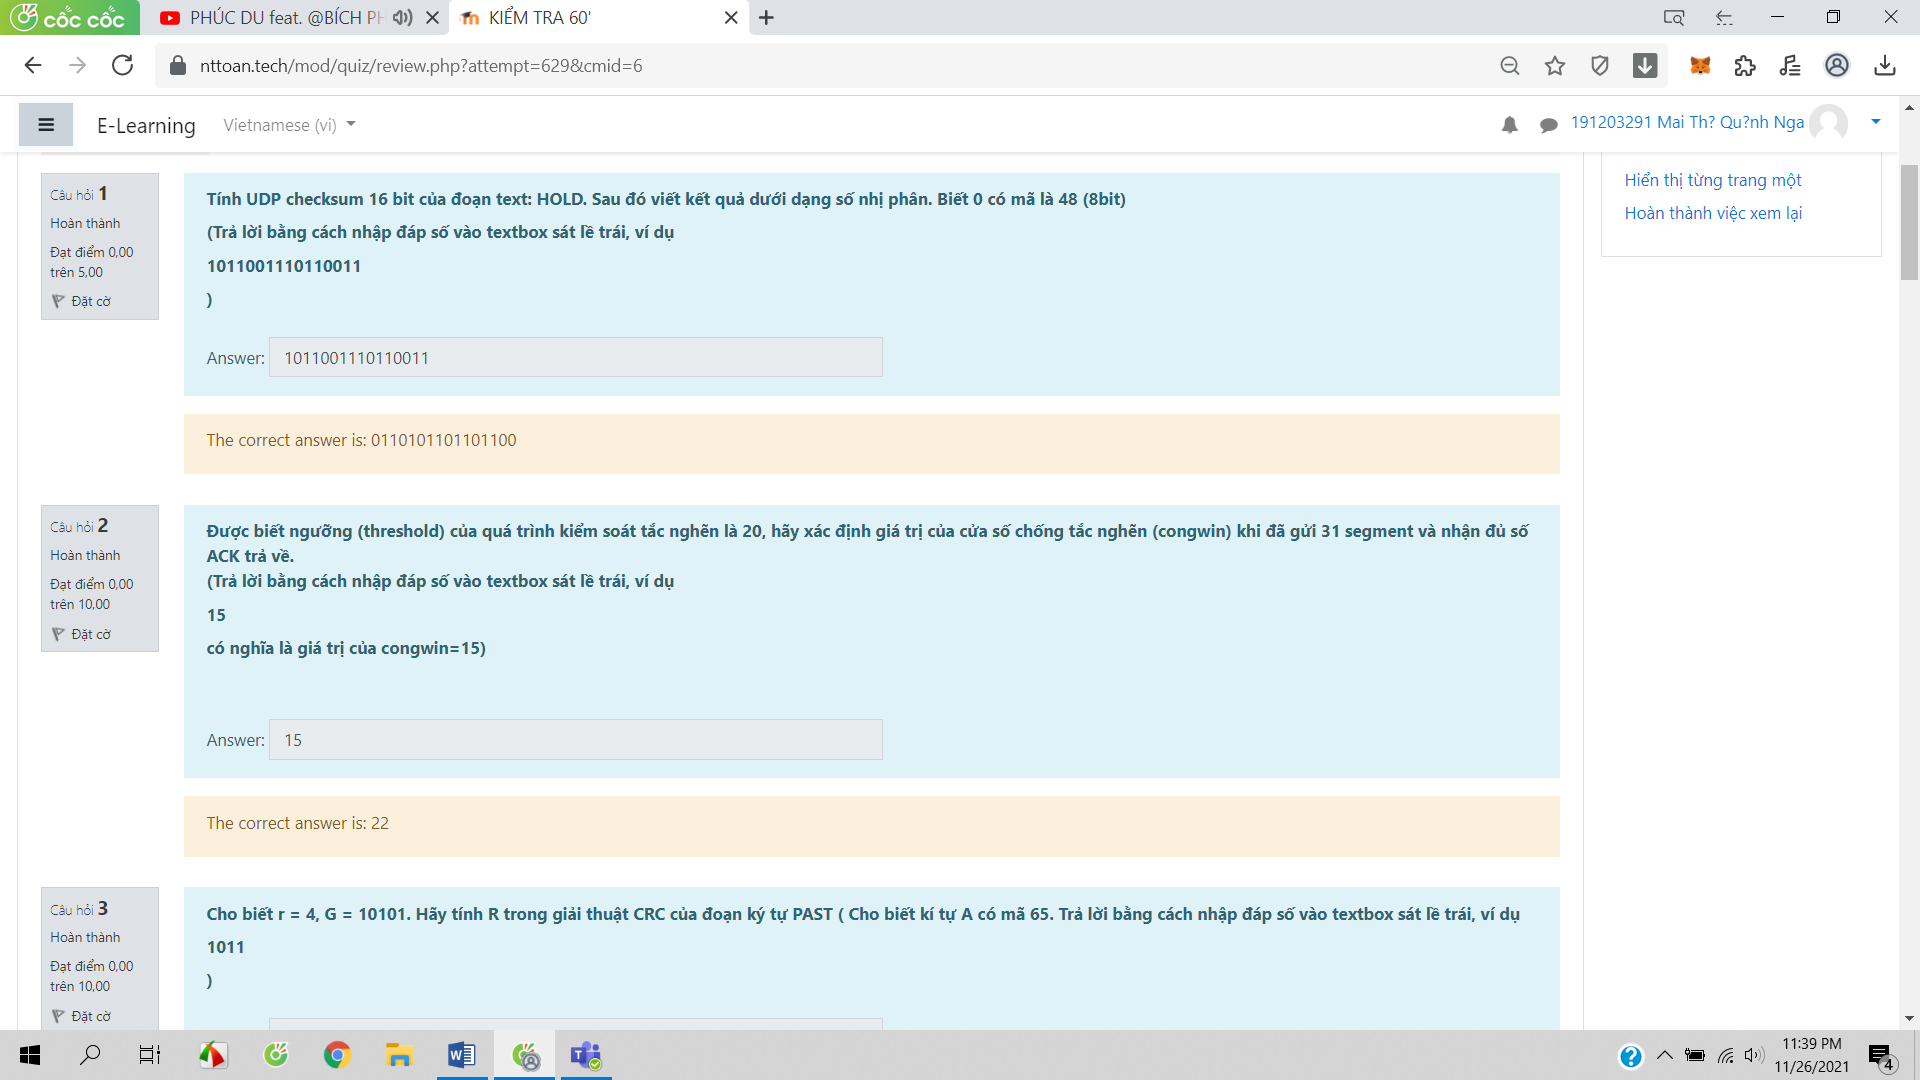 cốc cốc
PHÚC DU feat. @BÍCH PH
KIỂM TRA 60'
nttoan.tech/mod/quiz/review.php?attempt=629&cmid=6
E-Learning
Vietnamese (vi)
191203291 Mai Th? Qu?nh Nga
Hiển thị từng trang một
Hoàn thành việc xem lại
Câu hỏi 1
Hoàn thành
Đạt điểm 0,00
trên 5,00
Đặt cờ
Tính UDP checksum 16 bit của đoạn text: HOLD. Sau đó viết kết quả dưới dạng số nhị phân. Biết 0 có mã là 48 (8bit)
(Trả lời bằng cách nhập đáp số vào textbox sát lề trái, ví dụ
1011001110110011
)
Answer: 1011001110110011
The correct answer is: 0110101101101100
Câu hỏi 2
Hoàn thành
Đạt điểm 0,00
trên 10,00
Đặt cờ
Được biết ngưỡng (threshold) của quá trình kiểm soát tắc nghẽn là 20, hãy xác định giá trị của cửa số chống tắc nghẽn (congwin) khi đã gửi 31 segment và nhận đủ số
ACK trả về.
(Trả lời bằng cách nhập đáp số vào textbox sát lề trái, ví dụ
15
có nghĩa là giá trị của congwin=15)
Answer: 15
The correct answer is: 22
Câu hỏi 3
Hoàn thành
Đạt điểm 0,00
trên 10,00
Đặt cờ
Cho biết r = 4, G = 10101. Hãy tính R trong giải thuật CRC của đoạn ký tự PAST ( Cho biết kí tự A có mã 65. Trả lời bằng cách nhập đáp số vào textbox sát lề trái, ví dụ
1011
)
11:39 PM
11/26/2021
4